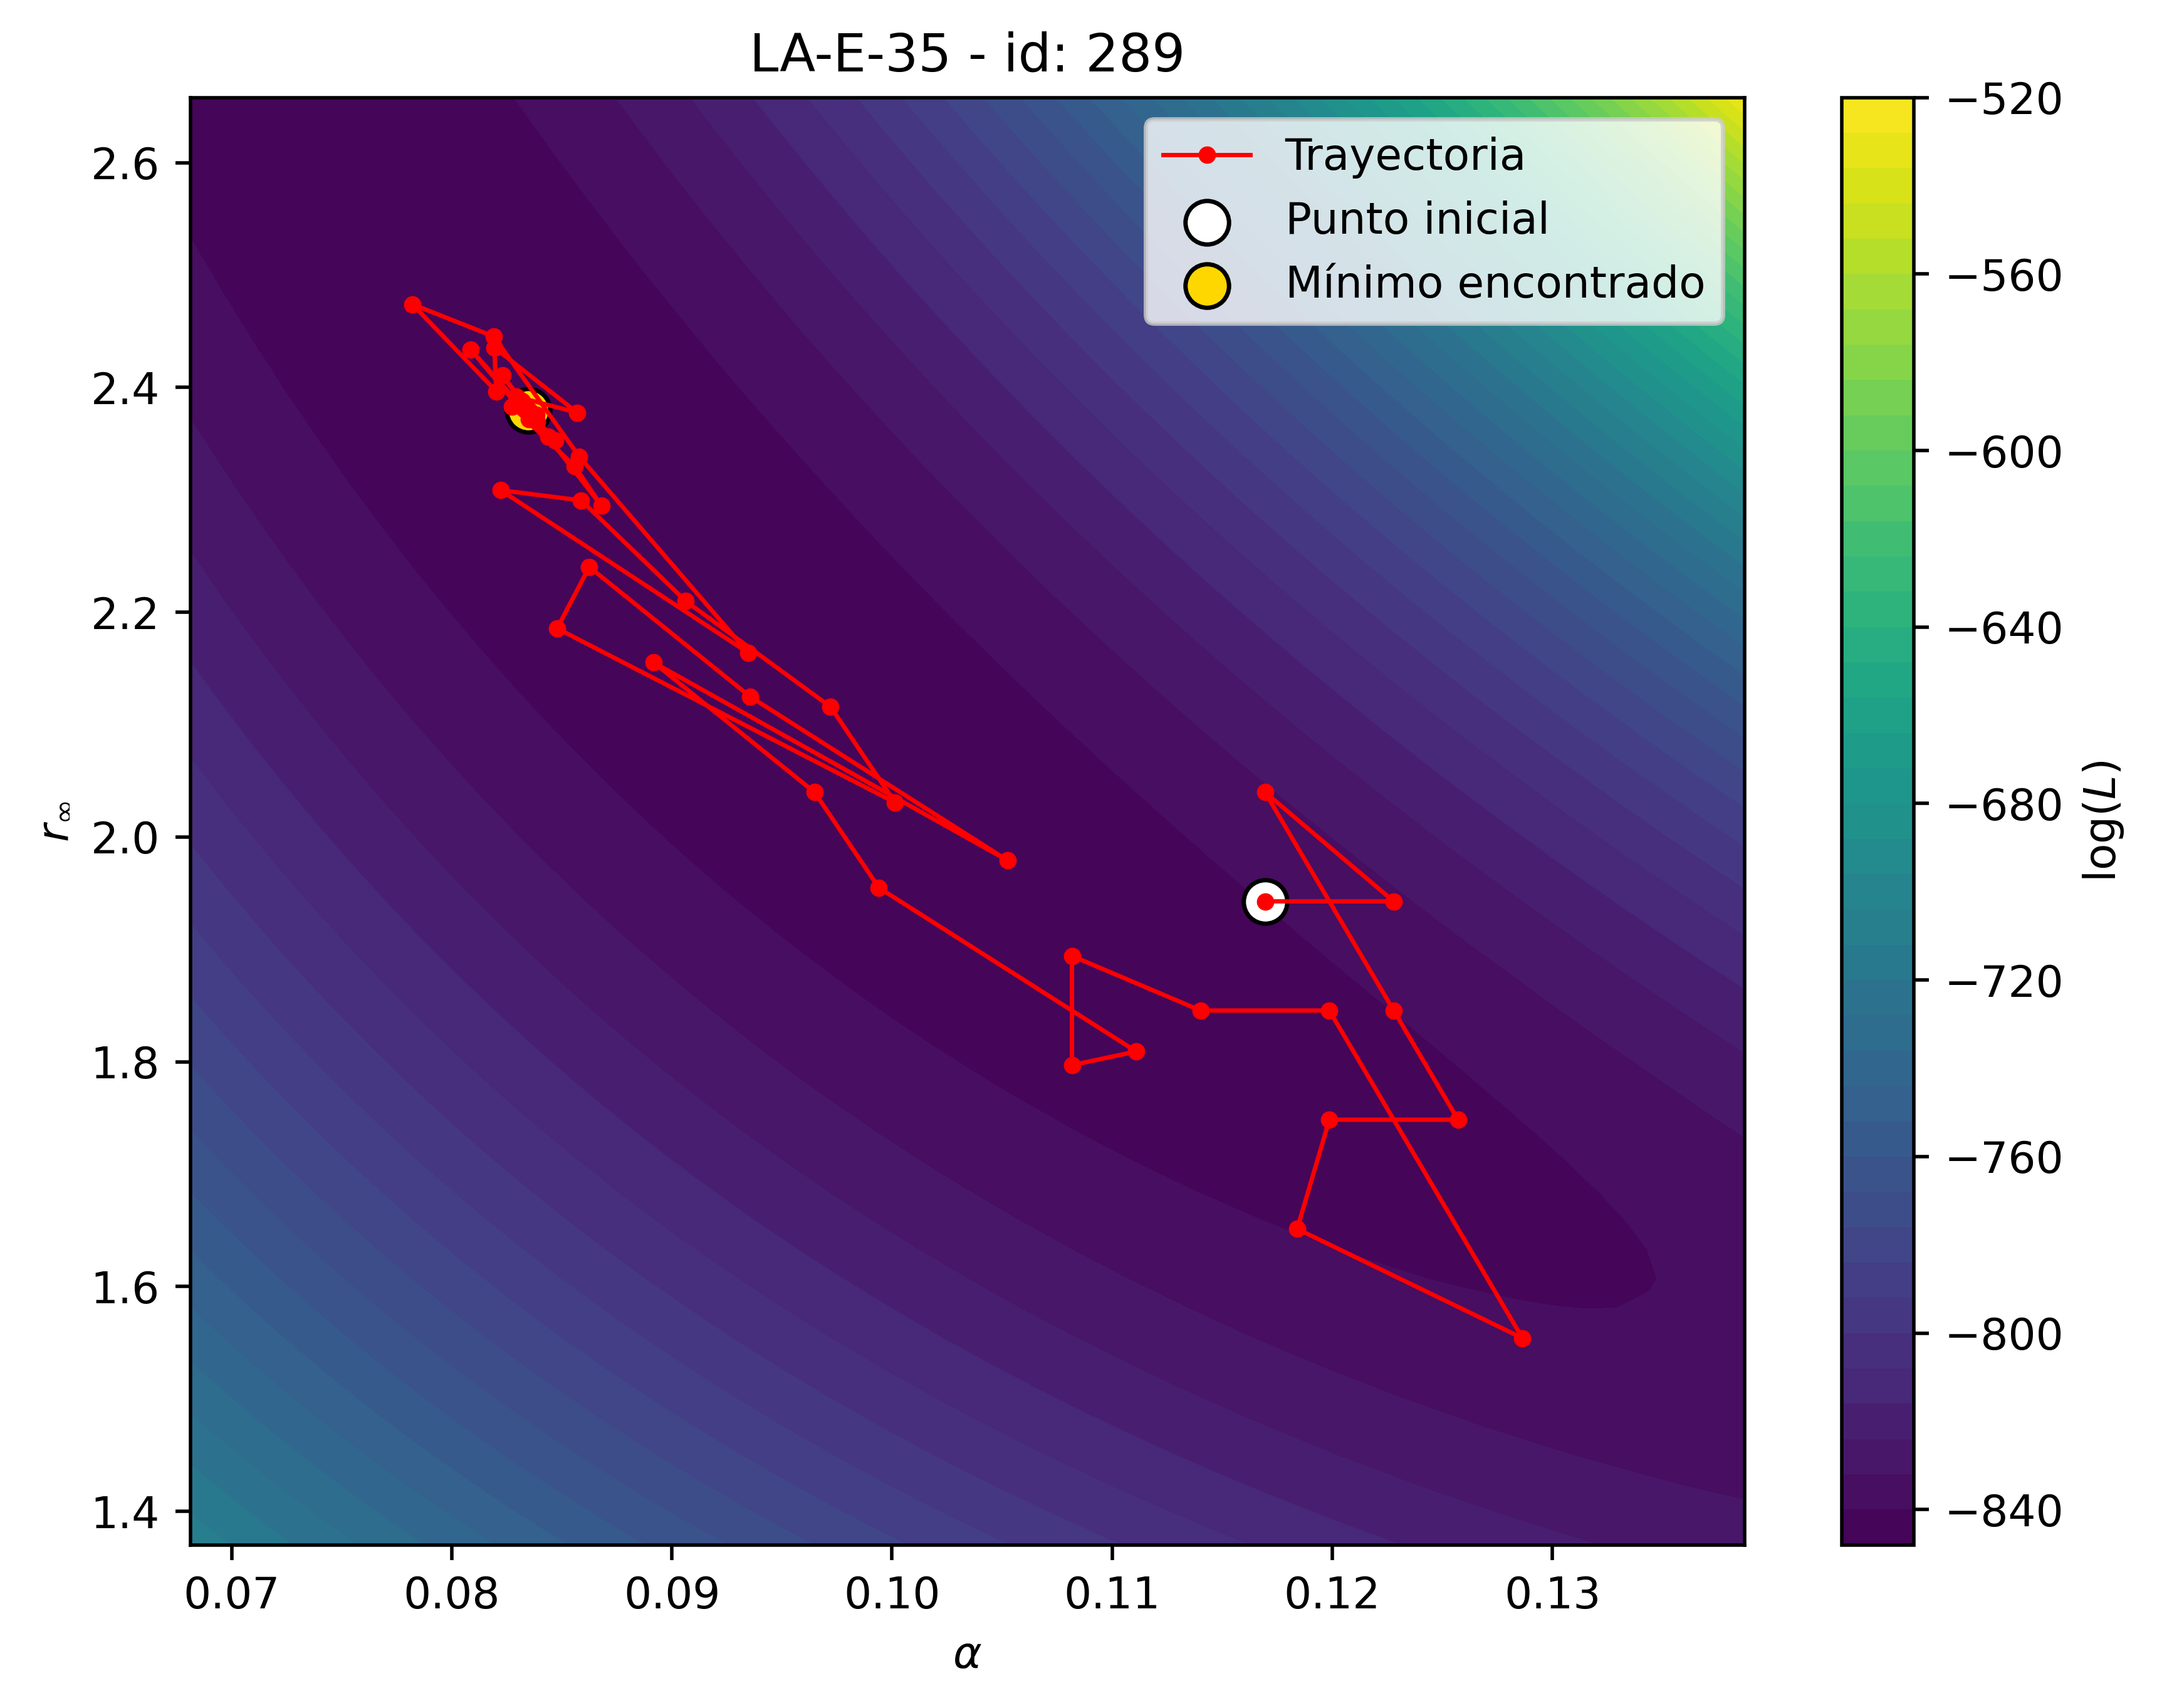 LA-E-35 - id: 289
Trayectoria
Punto inicial
Mínimo encontrado
2.6
2.4
2.2
2.0
1.8
1.6
1.4
r∞
0.07 0.08 0.09 0.10 0.11 0.12 0.13
α
−520
−560
−600
−640
−680
−720
−760
−800
−840
log(L)